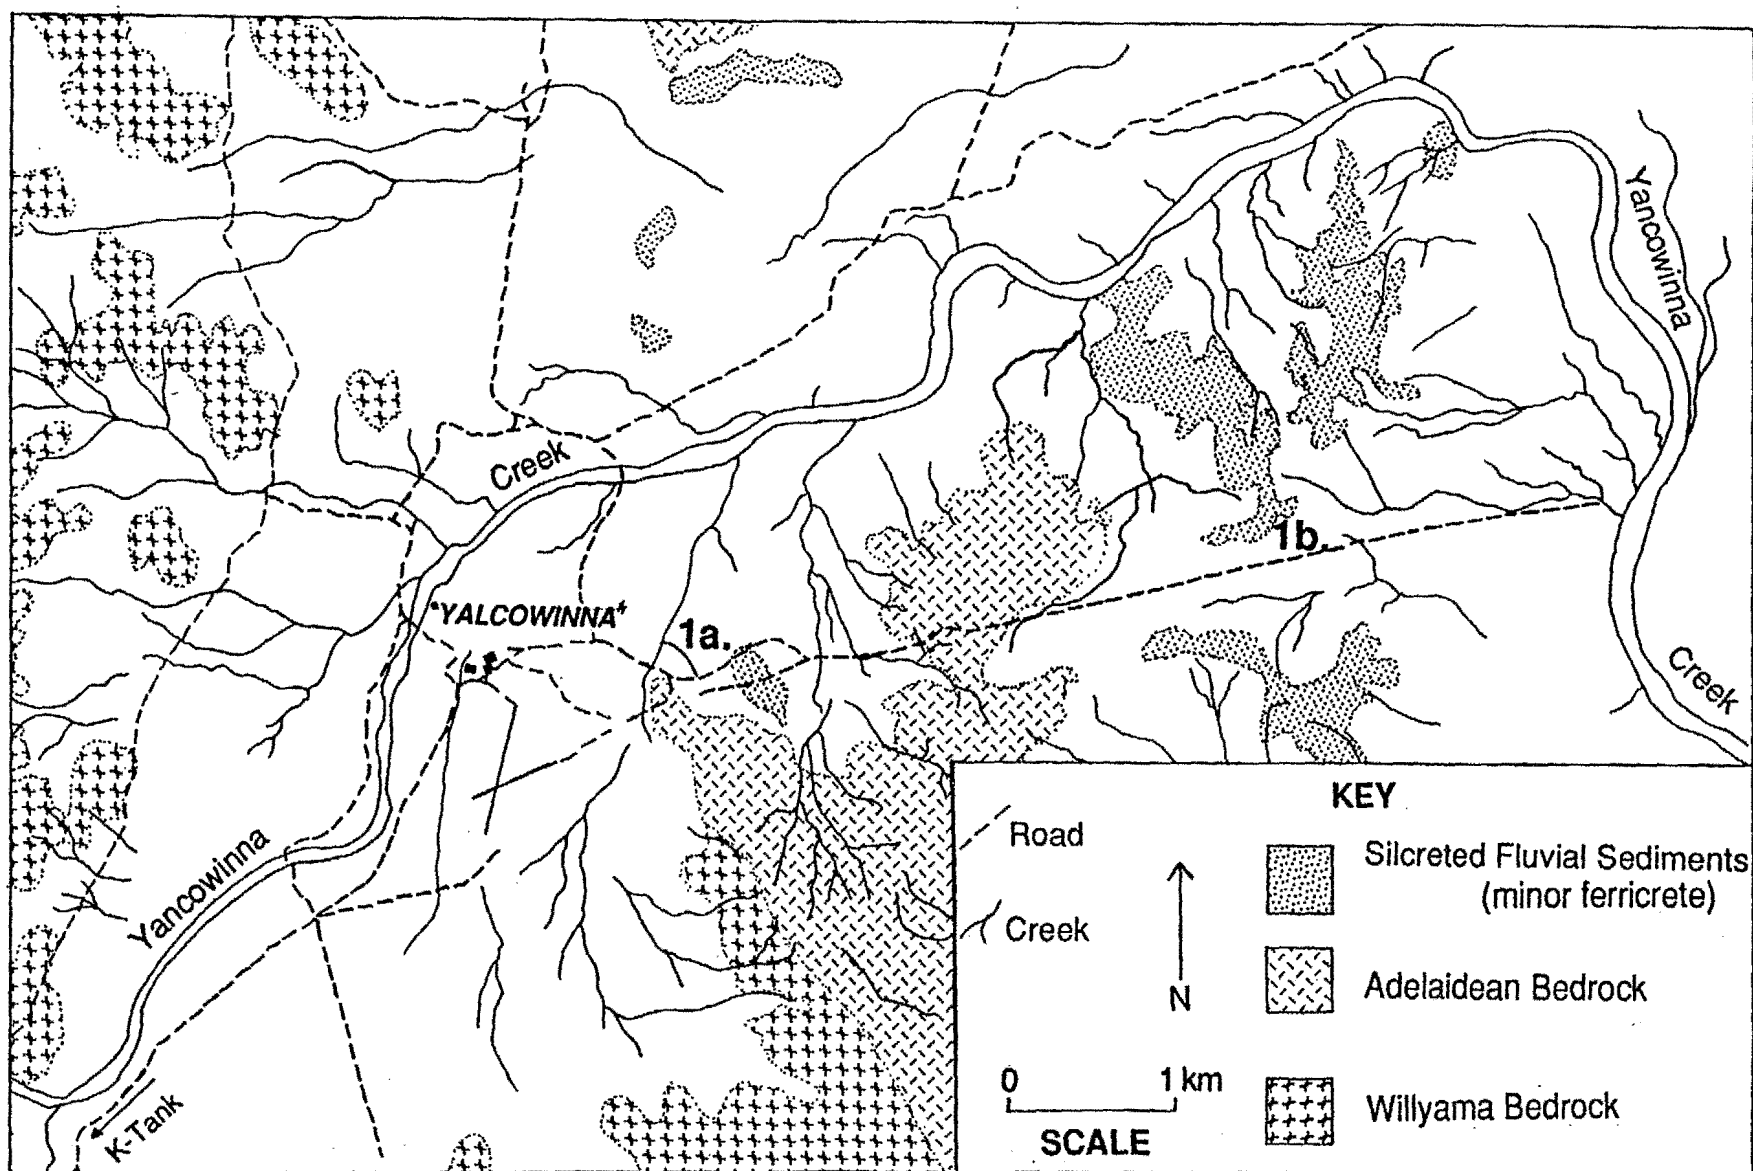 Yancowinna
Creek
1b.
"YALCOWINNA"
1a.
Creek
Yancowinna
K-Tank
KEY
Road
Silcreted Fluvial Sediments
(minor ferricrete)
Creek
N
Adelaidean Bedrock
0 1 km
SCALE
Willyama Bedrock